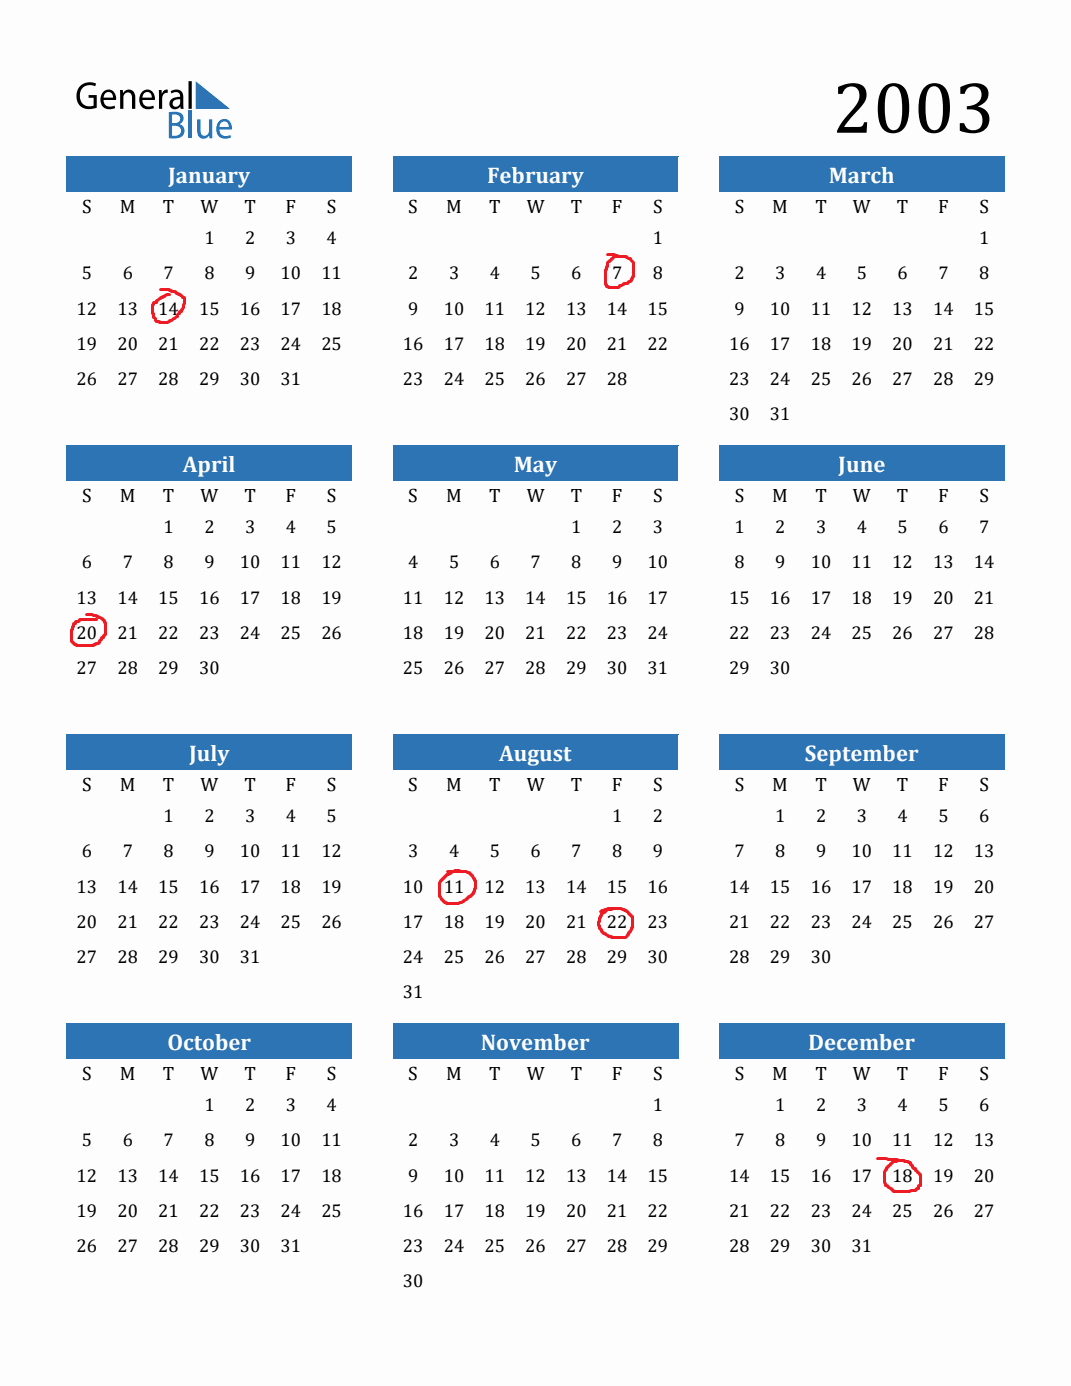 General
Blue
2003
January February March
S M T W T F S S M T W T F S S M T W T F S
1 2 3 4 1 1
5 6 7 8 9 10 11 2 3 4 5 6 7 8 2 3 4 5 6 7 8
12 13 14 15 16 17 18 9 10 11 12 13 14 15 9 10 11 12 13 14 15
19 20 21 22 23 24 25 16 17 18 19 20 21 22 16 17 18 19 20 21 22
26 27 28 29 30 31 23 24 25 26 27 28 23 24 25 26 27 28 29
30 31
April May June
S M T W T F S S M T W T F S S M T W T F S
1 2 3 4 5 1 2 3 1 2 3 4 5 6 7
6 7 8 9 10 11 12 4 5 6 7 8 9 10 8 9 10 11 12 13 14
13 14 15 16 17 18 19 11 12 13 14 15 16 17 15 16 17 18 19 20 21
20 21 22 23 24 25 26 18 19 20 21 22 23 24 22 23 24 25 26 27 28
27 28 29 30 25 26 27 28 29 30 31 29 30
July August September
S M T W T F S S M T W T F S S M T W T F S
1 2 3 4 5 1 2 1 2 3 4 5 6
6 7 8 9 10 11 12 3 4 5 6 7 8 9 7 8 9 10 11 12 13
13 14 15 16 17 18 19 10 11 12 13 14 15 16 14 15 16 17 18 19 20
20 21 22 23 24 25 26 17 18 19 20 21 22 23 21 22 23 24 25 26 27
27 28 29 30 31 24 25 26 27 28 29 30 28 29 30
31
October November December
S M T W T F S S M T W T F S S M T W T F S
1 2 3 4 1 1 2 3 4 5 6
5 6 7 8 9 10 11 2 3 4 5 6 7 8 7 8 9 10 11 12 13
12 13 14 15 16 17 18 9 10 11 12 13 14 15 14 15 16 17 18 19 20
19 20 21 22 23 24 25 16 17 18 19 20 21 22 21 22 23 24 25 26 27
26 27 28 29 30 31 23 24 25 26 27 28 29 28 29 30 31
30